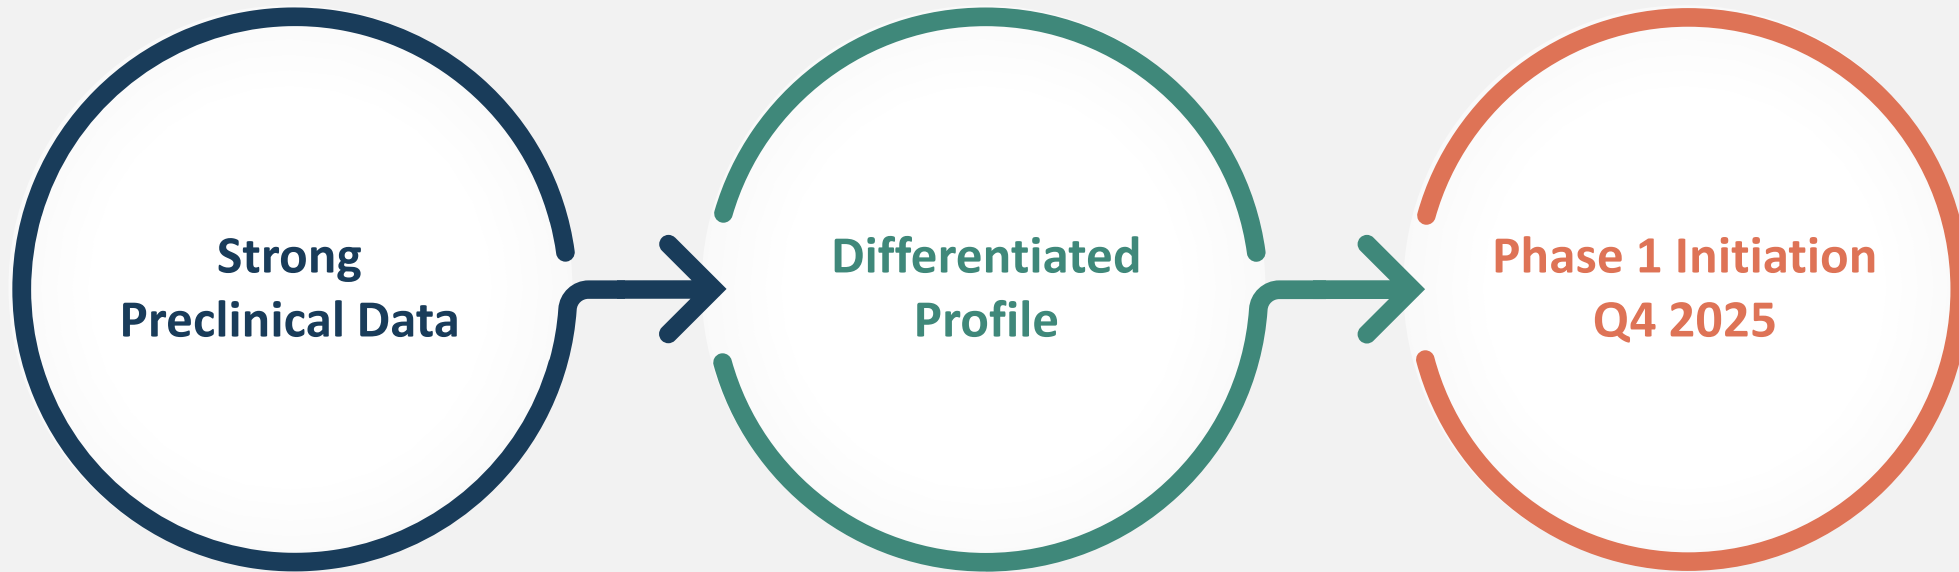 Strong
Preclinical Data
Differentiated
Profile
Phase 1 Initiation
Q4 2025